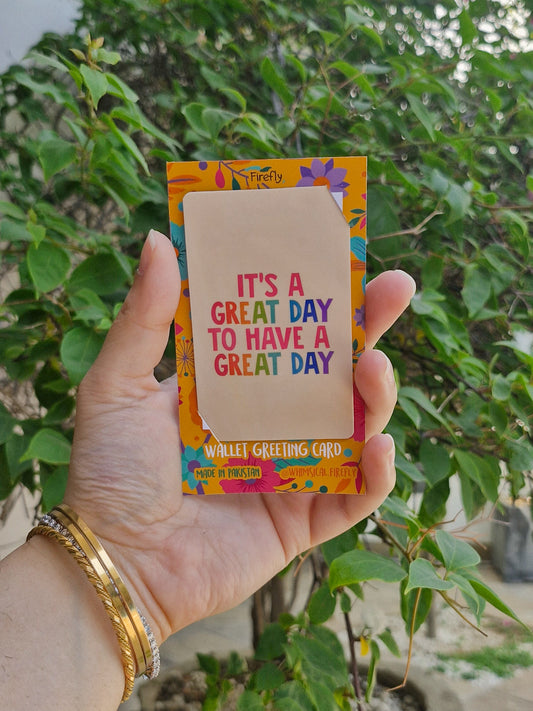 Firefly
IT'S A
GREAT DAY
TO HAVE A
GREAT DAY
WALLET GREETING CARD
MADE IN PAKISTAN WHIMSICAL FIREFLY